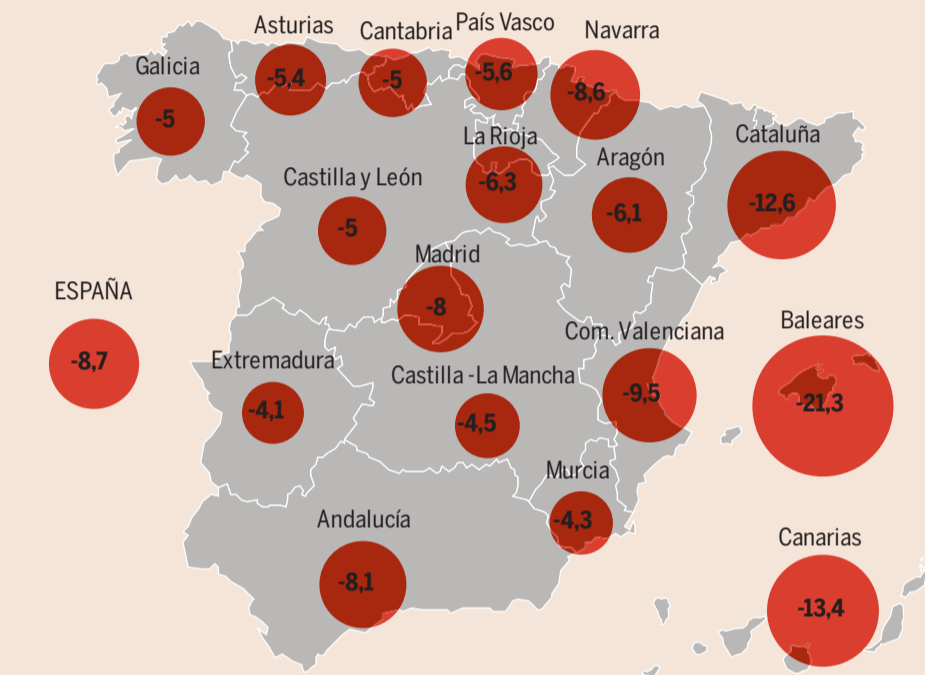 Asturias
-5,4
Cantabria
-5
País Vasco
-5,6
Navarra
-8,6
Galicia
-5
La Rioja
-6,3
Aragón
-6,1
Cataluña
-12,6
Castilla y León
-5
Madrid
-8
ESPAÑA
-8,7
Extremadura
-4,1
Castilla -La Mancha
-4,5
Com. Valenciana
-9,5
Baleares
-21,3
Murcia
-4,3
Andalucía
-8,1
Canarias
-13,4